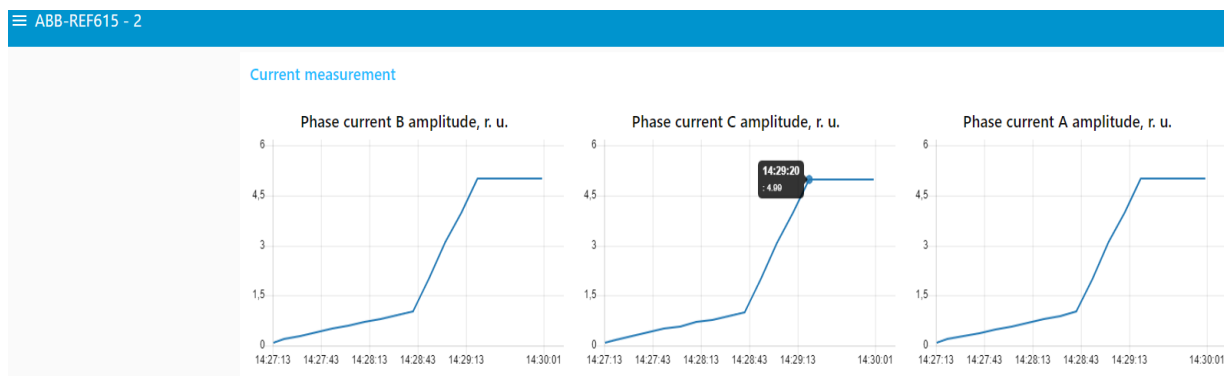 ≡ ABB-REF615 - 2
Current measurement
Phase current B amplitude, r. u.
6
4,5
3
1,5
0
14:27:13 14:27:43 14:28:13 14:28:43 14:29:13 14:30:01
Phase current C amplitude, r. u.
6
4,5
3
1,5
0
14:29:20
: 4.99
14:27:13 14:27:43 14:28:13 14:28:43 14:29:13 14:30:01
Phase current A amplitude, r. u.
6
4,5
3
1,5
0
14:27:13 14:27:43 14:28:13 14:28:43 14:29:13 14:30:01